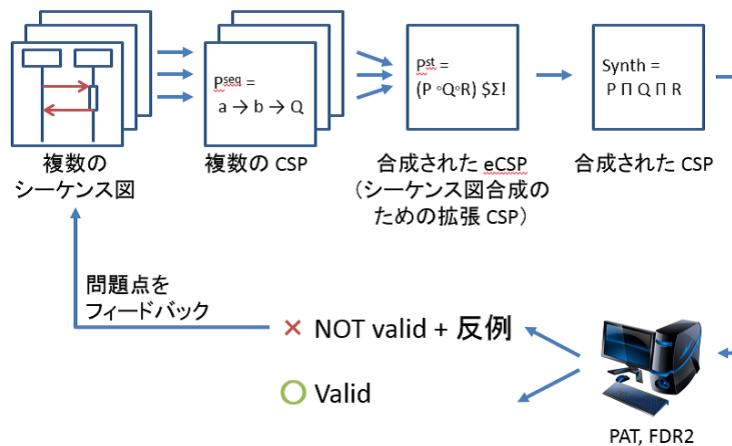 Pseq =
a → b → Q
Pst =
(P ∘Q∘R) $Σ!
Synth =
P Π Q Π R
複数の
シーケンス図
複数の CSP
合成された eCSP
（シーケンス図合成の
ための拡張 CSP）
合成された CSP
問題点を
フィードバック
× NOT valid + 反例
○ Valid
PAT, FDR2